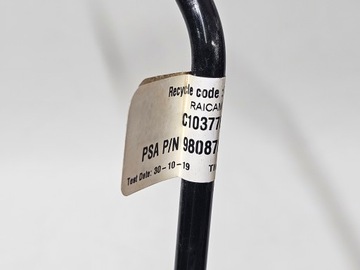 Recycle code :
RAICAM
C10377
PSA P/N 98087
Test Date: 30-10-19 T